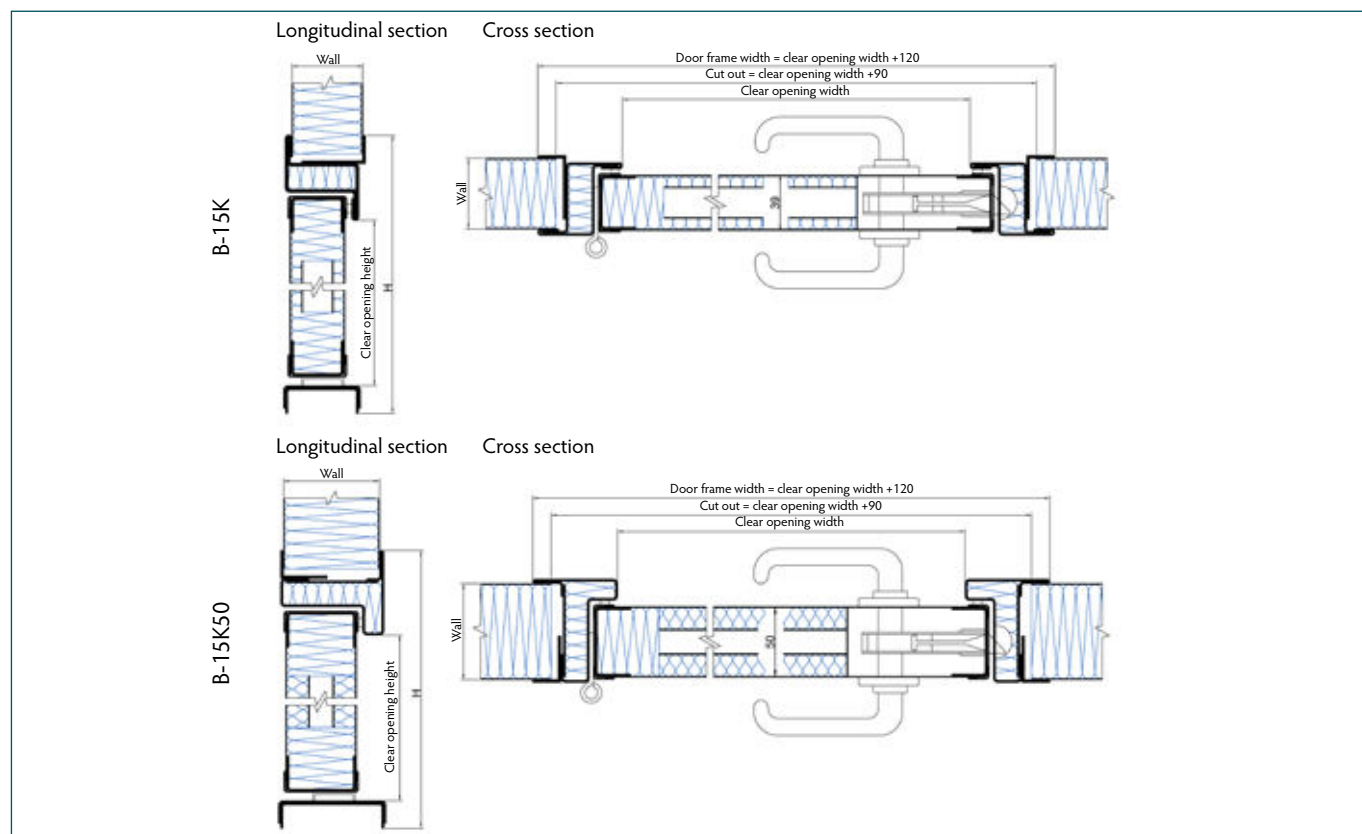 Longitudinal section
Cross section
Wall
Door frame width = clear opening width +120
Cut out = clear opening width +90
Clear opening width
B-15K
Wall
39
Clear opening height
H
Longitudinal section
Cross section
Wall
Door frame width = clear opening width +120
Cut out = clear opening width +90
Clear opening width
B-15K50
Wall
50
Clear opening height
H